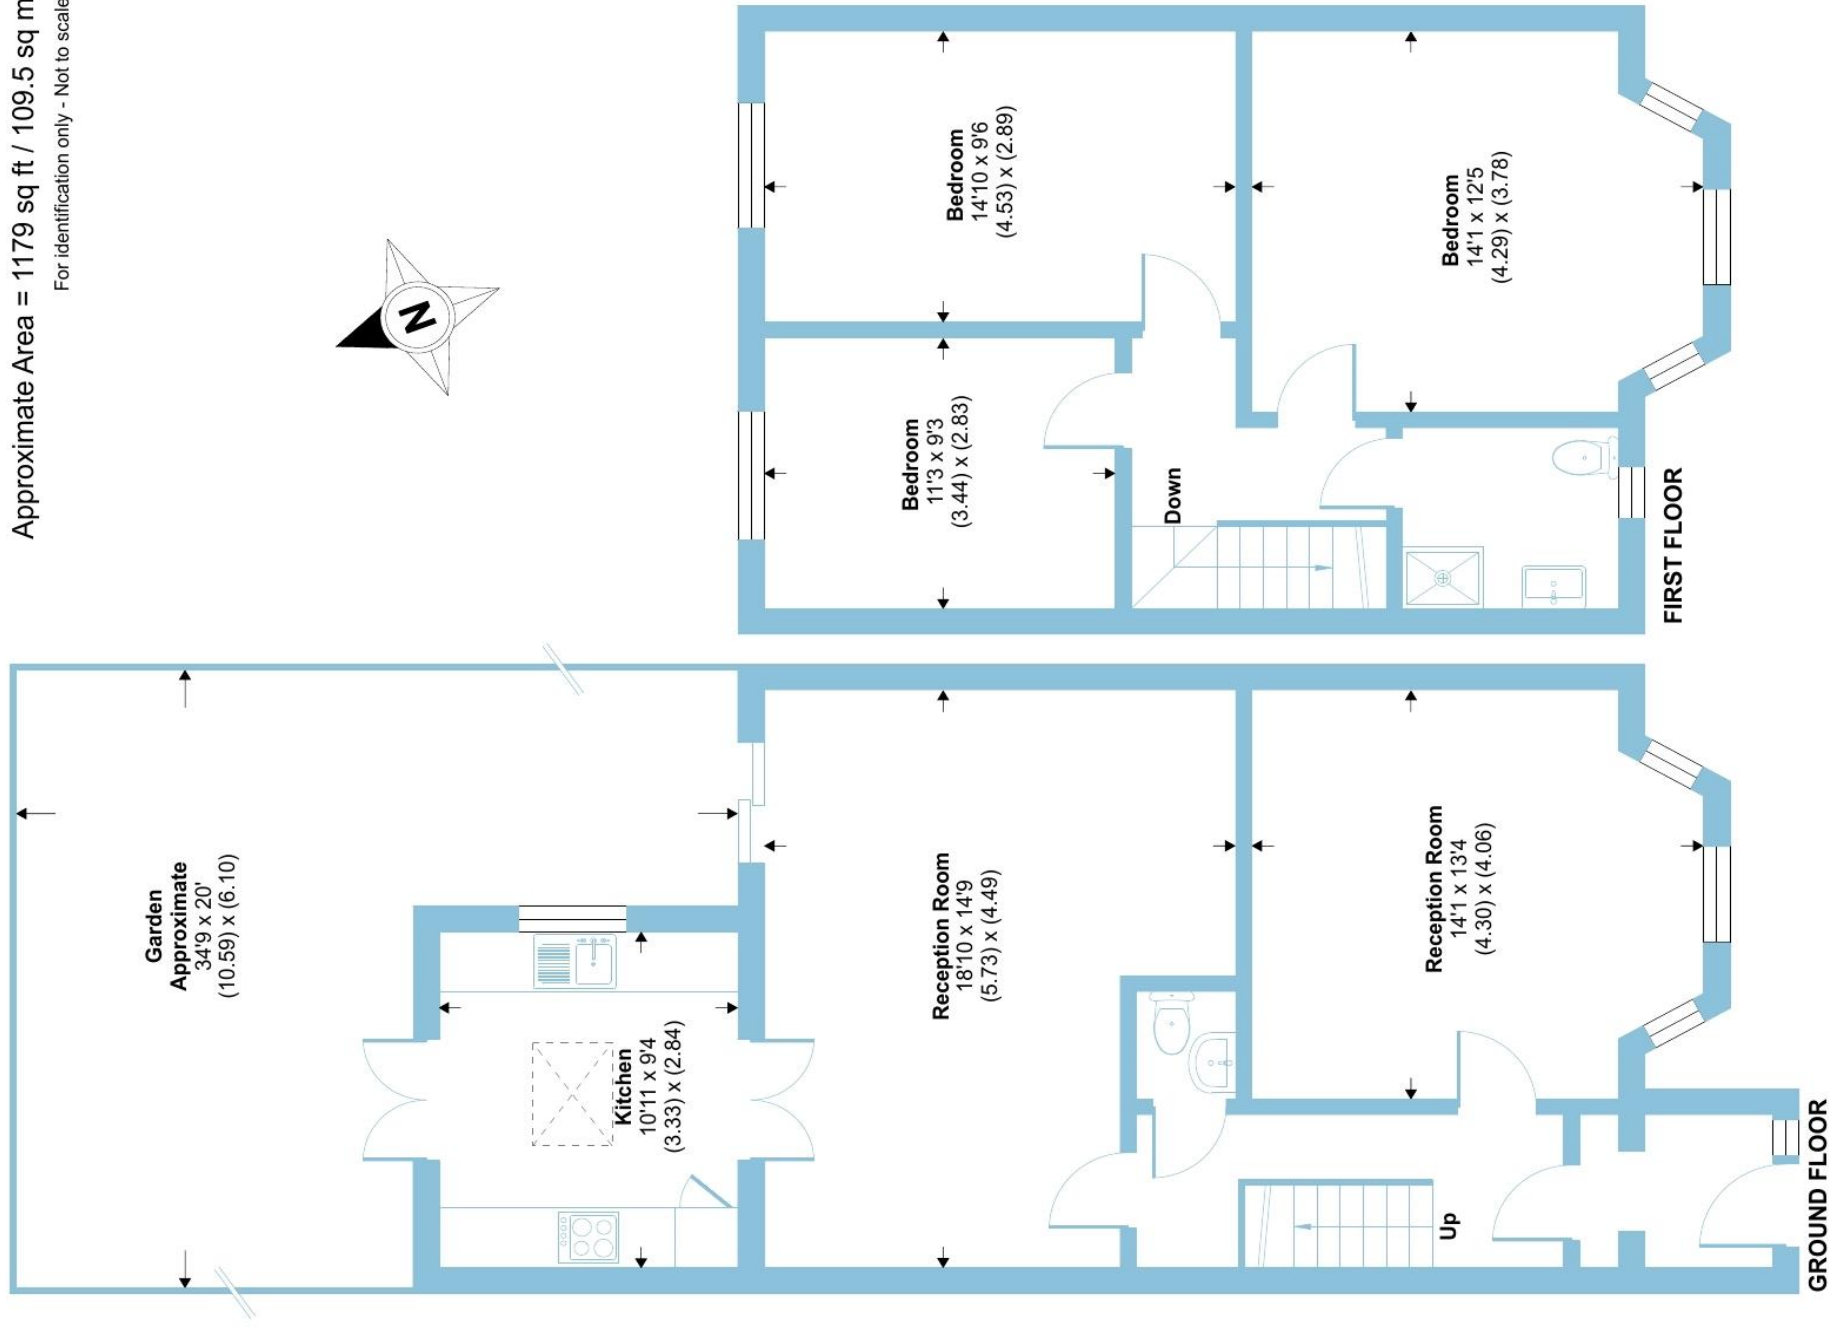 Approximate Area = 1179 sq ft / 109.5 sq m
For identification only - Not to scale
N
Garden
Approximate
34'9 x 20'
(10.59) x (6.10)
Kitchen
10'11 x 9'4
(3.33) x (2.84)
Reception Room
18'10 x 14'9
(5.73) x (4.49)
Reception Room
14'1 x 13'4
(4.30) x (4.06)
Up
GROUND FLOOR
Bedroom
11'3 x 9'3
(3.44) x (2.83)
Bedroom
14'10 x 9'6
(4.53) x (2.89)
Down
Bedroom
14'1 x 12'5
(4.29) x (3.78)
FIRST FLOOR